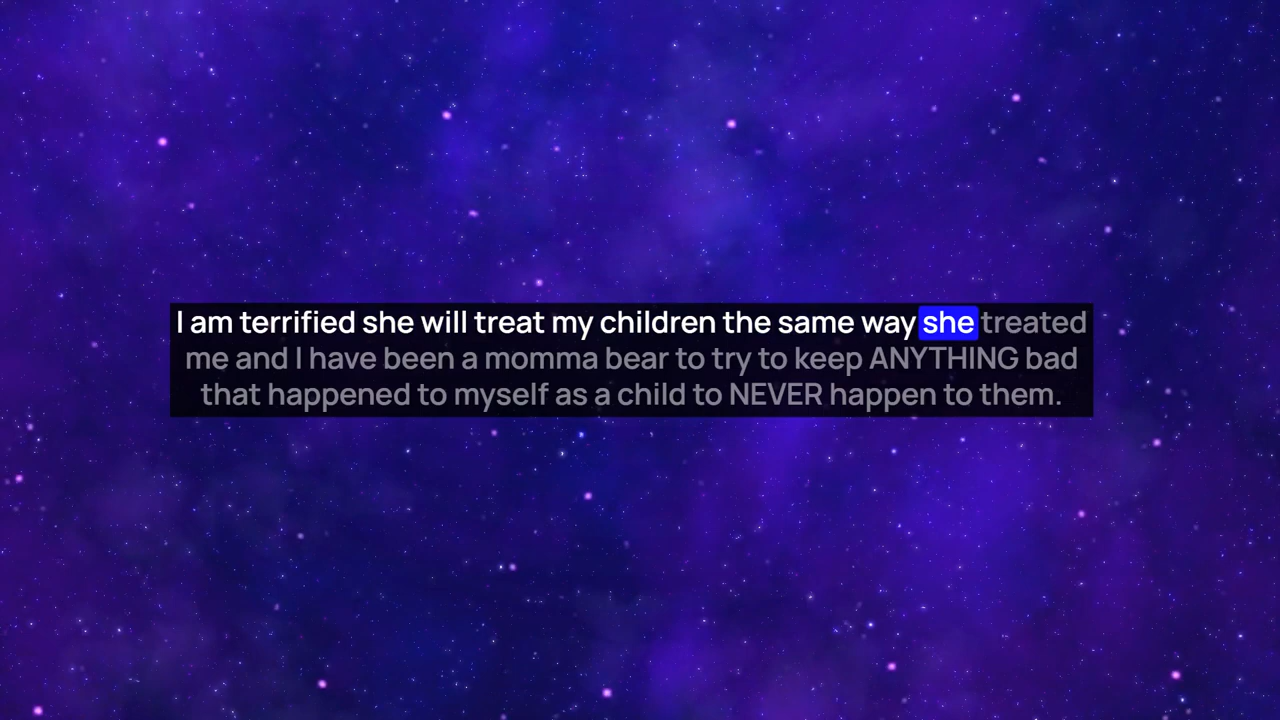 I am terrified she will treat my children the same way she treated
me and I have been a momma bear to try to keep ANYTHING bad
that happened to myself as a child to NEVER happen to them.